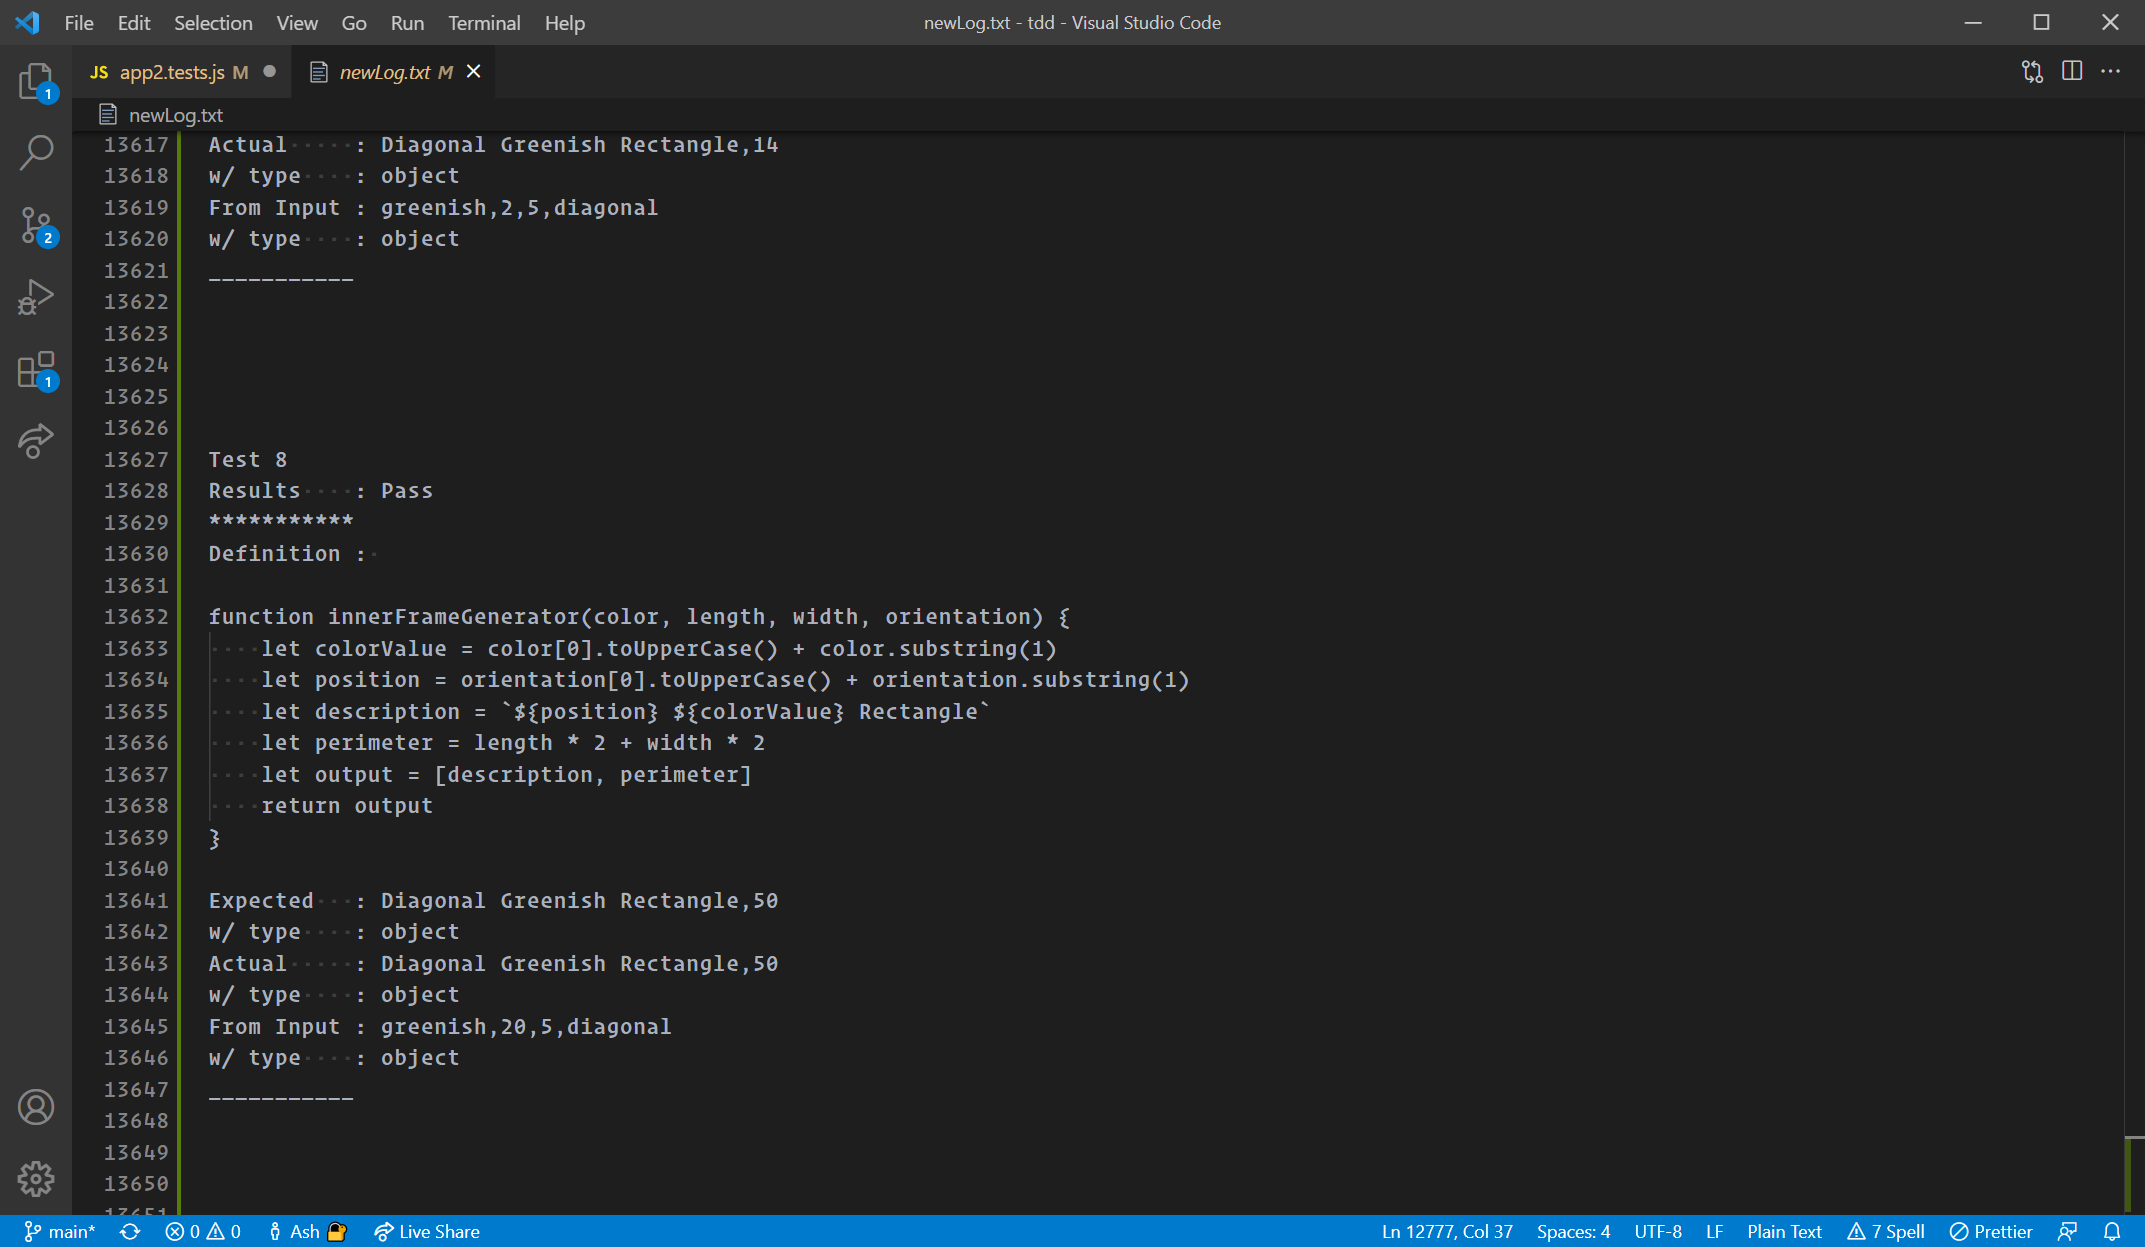 File Edit Selection View Go Run Terminal Help newLog.txt - tdd - Visual Studio Code
JS app2.tests.js M newLog.txt M
newLog.txt
1
2
1
13617 Actual : Diagonal Greenish Rectangle,14
13618 w/ type : object
13619 From Input : greenish,2,5,diagonal
13620 w/ type : object
13621 ___________
13622
13623
13624
13625
13626
13627 Test 8
13628 Results : Pass
13629 ***********
13630 Definition :
13631
13632 function innerFrameGenerator(color, length, width, orientation) {
13633 let colorValue = color[0].toUpperCase() + color.substring(1)
13634 let position = orientation[0].toUpperCase() + orientation.substring(1)
13635 let description = `${position} ${colorValue} Rectangle`
13636 let perimeter = length * 2 + width * 2
13637 let output = [description, perimeter]
13638 return output
13639 }
13640
13641 Expected : Diagonal Greenish Rectangle,50
13642 w/ type : object
13643 Actual : Diagonal Greenish Rectangle,50
13644 w/ type : object
13645 From Input : greenish,20,5,diagonal
13646 w/ type : object
13647 ___________
13648
13649
13650
13651
main* 0 0 Ash Live Share Ln 12777, Col 37 Spaces: 4 UTF-8 LF Plain Text 7 Spell Prettier